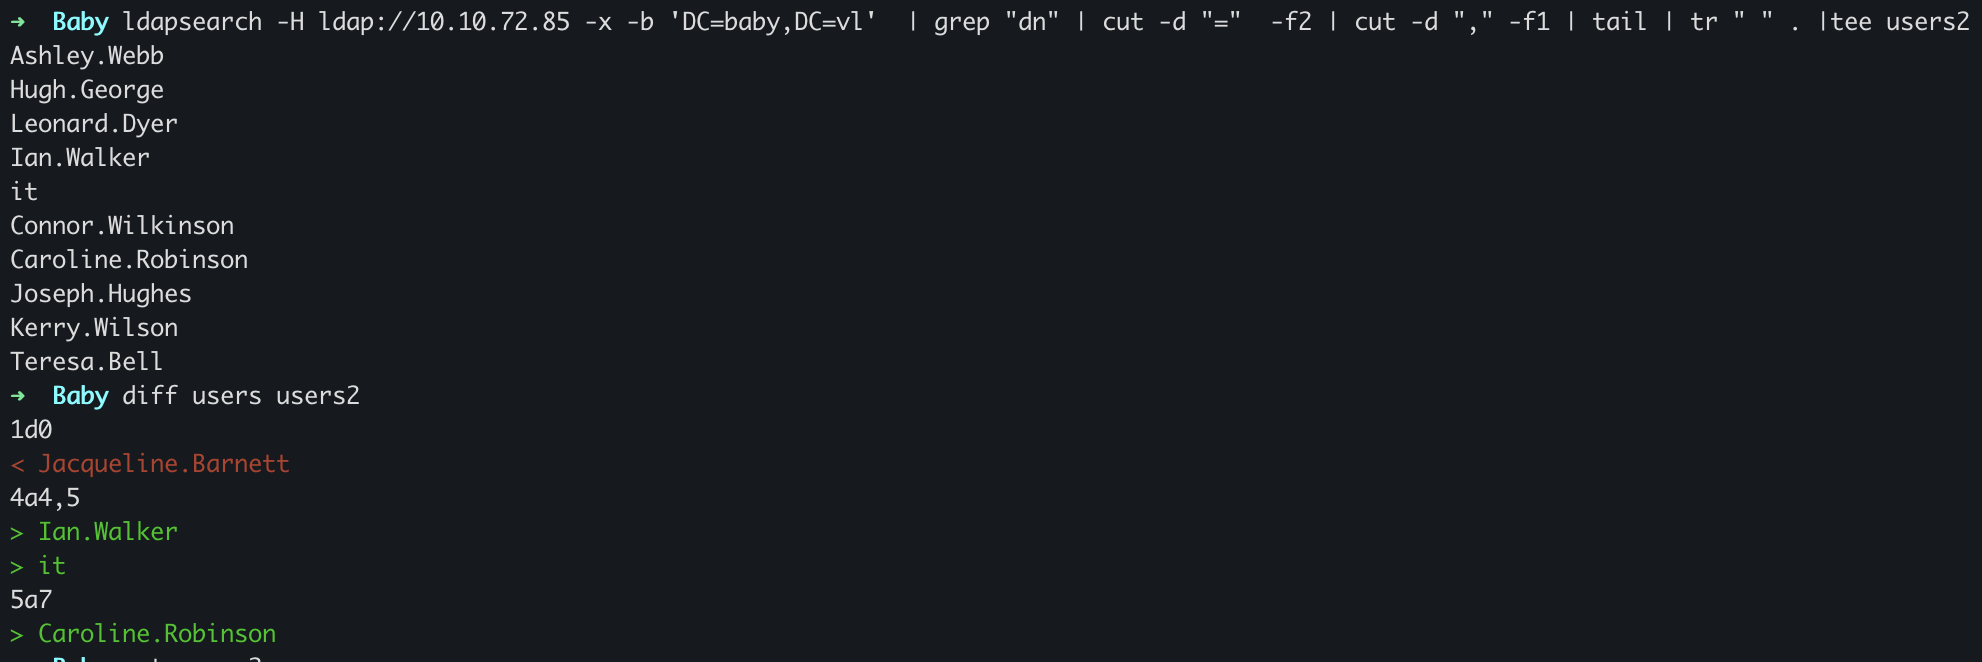 ➜  Baby ldapsearch -H ldap://10.10.72.85 -x -b 'DC=baby,DC=vl'  | grep "dn" | cut -d "="  -f2 | cut -d "," -f1 | tail | tr " " . |tee users2
Ashley.Webb
Hugh.George
Leonard.Dyer
Ian.Walker
it
Connor.Wilkinson
Caroline.Robinson
Joseph.Hughes
Kerry.Wilson
Teresa.Bell
➜  Baby diff users users2
1d0
< Jacqueline.Barnett
4a4,5
> Ian.Walker
> it
5a7
> Caroline.Robinson